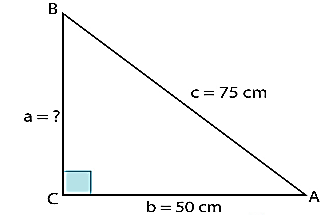 B
c = 75 cm
a = ?
C
A
b = 50 cm